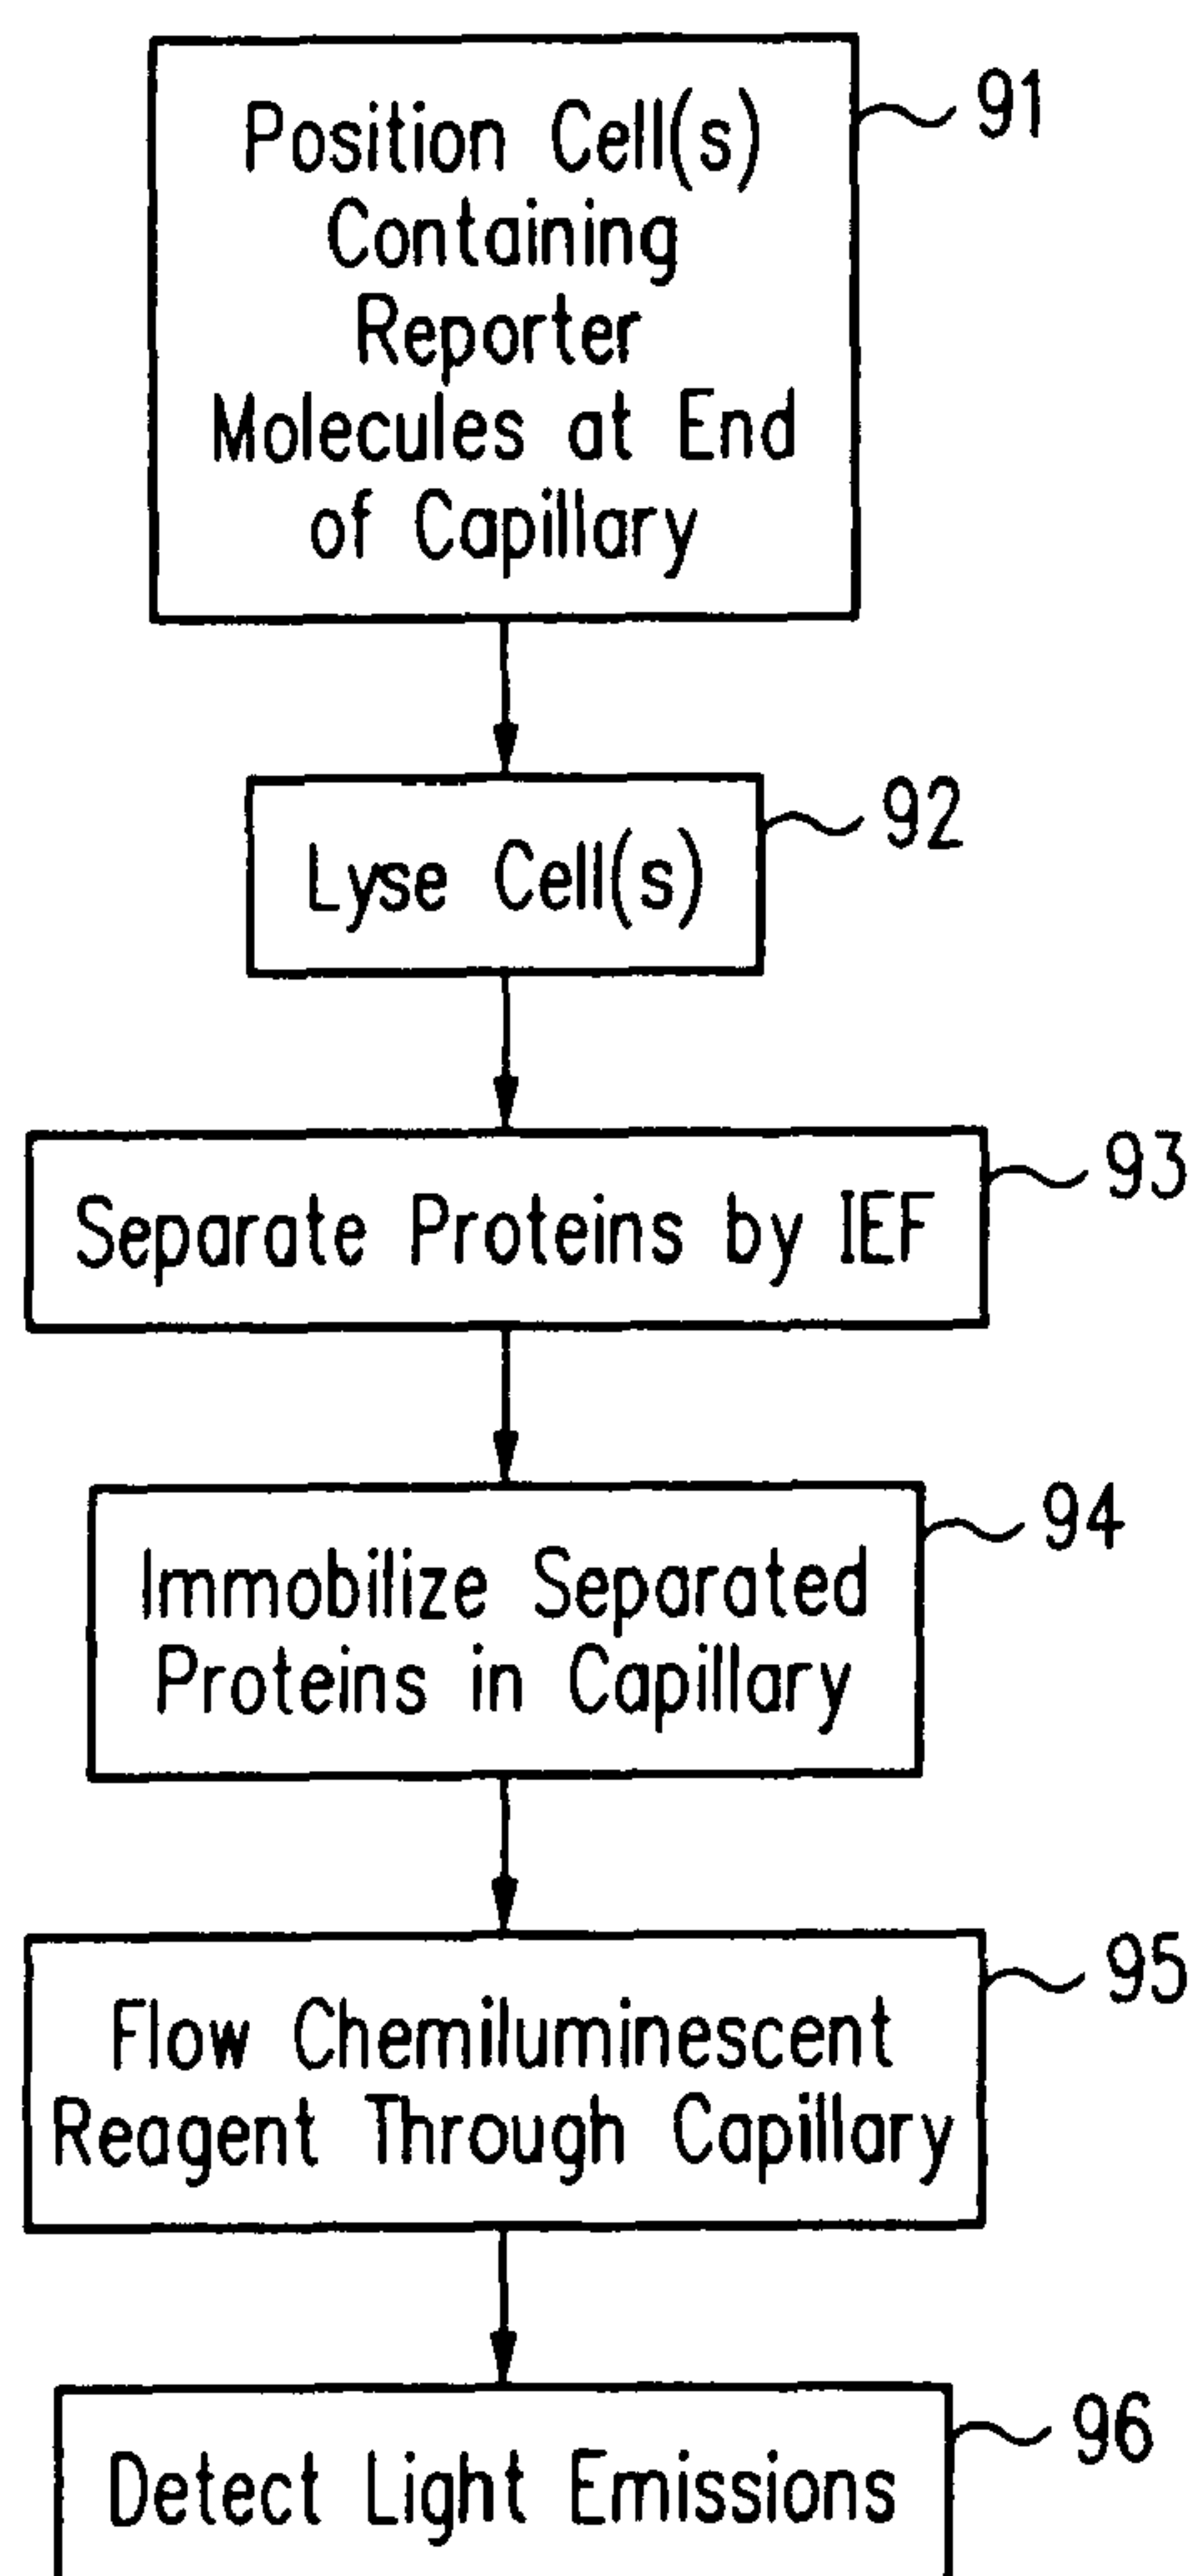 Position Cell(s)
91
Containing
Reporter
Molecules at End
of Capillary
Lyse Cell(s)
92
Separate Proteins by IEF
93
Immobilize Separated
94
Proteins in Capillary
Flow Chemiluminescent
95
Reagent Through Capillary
Detect Light Emissions
96